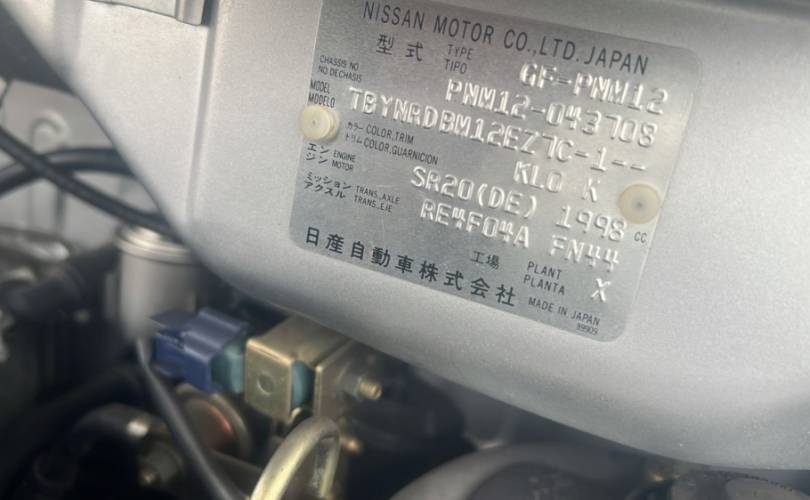 NISSAN MOTOR CO.,LTD. JAPAN
型式 TYPE TIPO GF-PNM12
CHASSIS NO NO DECHASIS PNM12-043708
MODEL MODELO TBYNRDBM12EZ7C-1--
カラー COLOR,TRIM トリム COLOR,GUARNICION KL0 K
エンジン ENGINE MOTOR SR20(DE) 1998 CC
ミッション アクスル TRANS.,AXLE TRANS.,EJE RE4F04A FN44
工場 PLANT PLANTA X
日産自動車株式会社 MADE IN JAPAN
89909